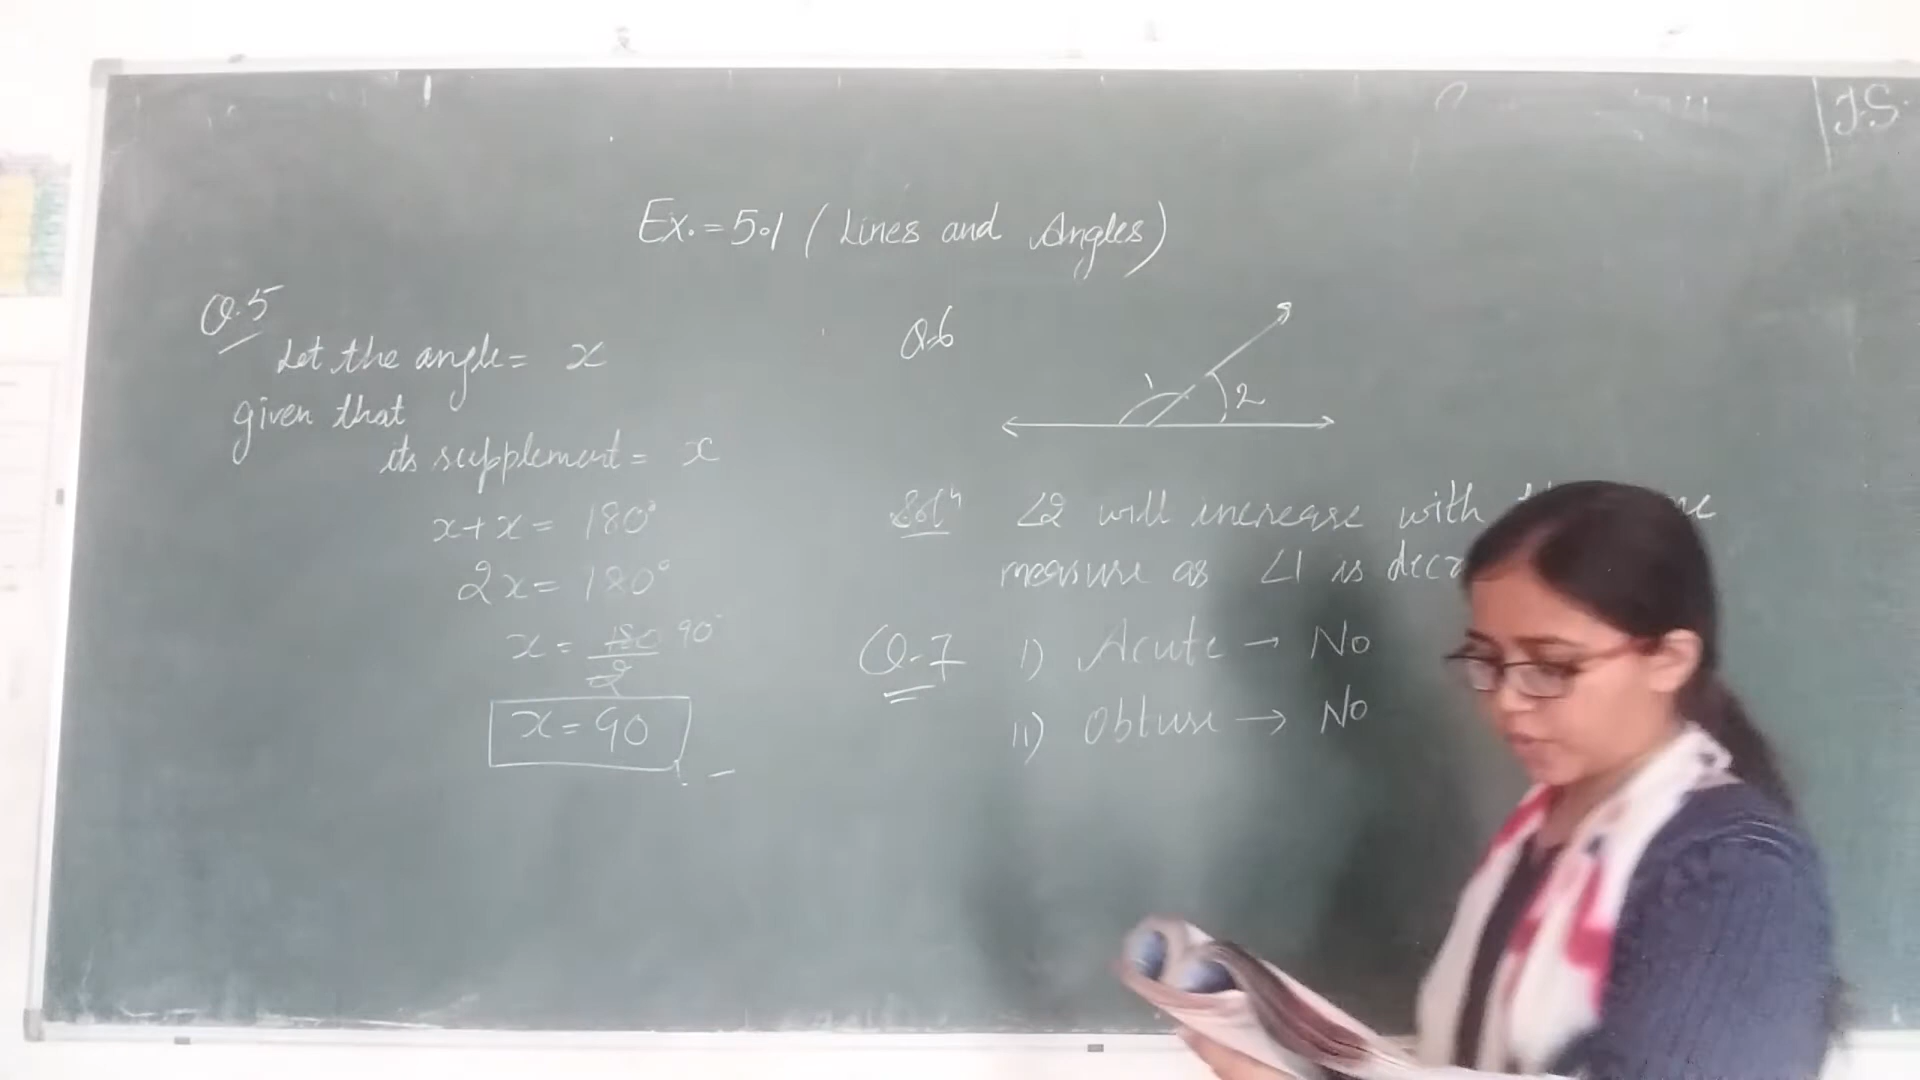 J.S.
Ex. = 5.1 (Lines and Angles)
Q.5
Let the angle = x
given that
its supplement = x
x+x = 180°
2x = 180°
x = 180 90°
2
x = 90
Q.6
1
2
Solⁿ ∠2 will increase with
measure as ∠1 is decr
Q.7 i) Acute → No
ii) Obtuse → No